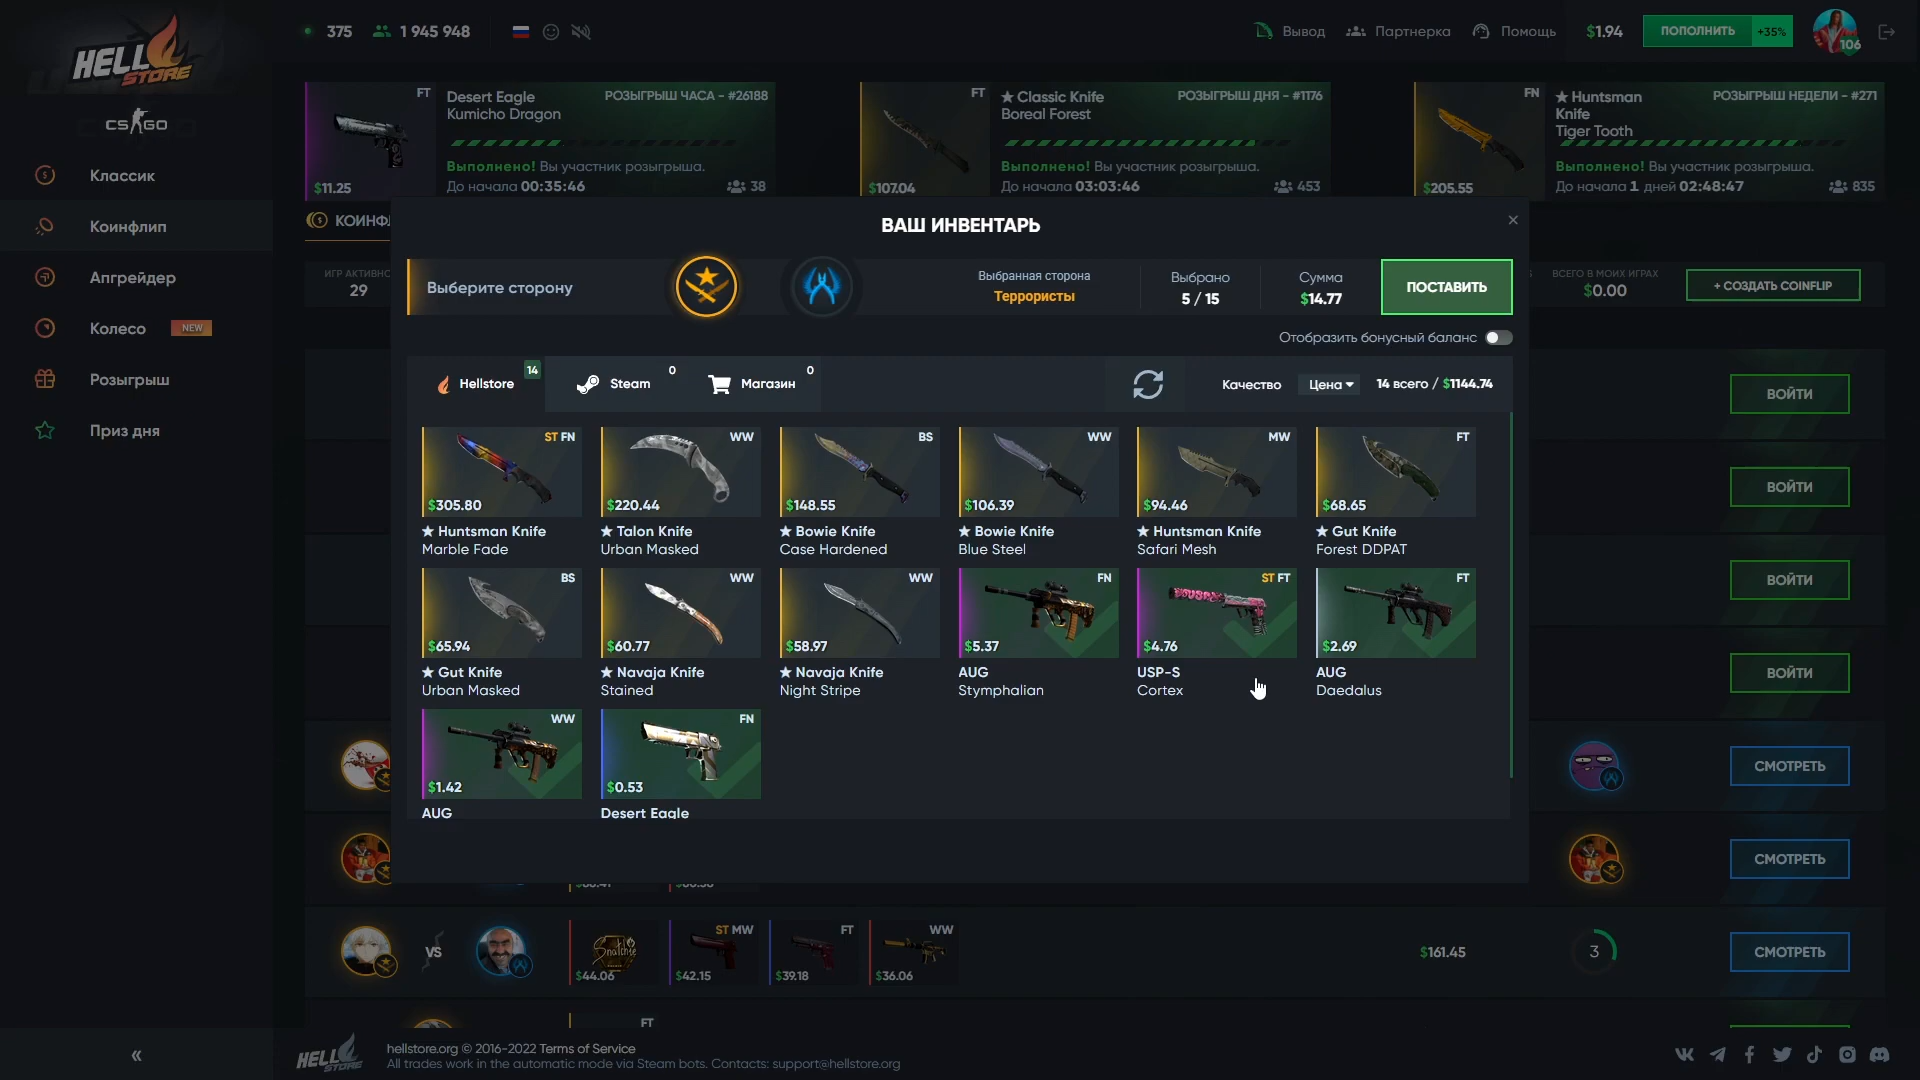 HELL
STORE
375
1 945 948
Вывод
Партнерка
Помощь
$1.94
ПОПОЛНИТЬ
+35%
106
CS GO
Классик
Коинфлип
Апгрейдер
Колесо
NEW
Розыгрыш
Приз дня
FT
Desert Eagle
Kumicho Dragon
РОЗЫГРЫШ ЧАСА - #26188
$11.25
Выполнено! Вы участник розыгрыша.
До начала 00:35:46
38
FT
★ Classic Knife
Boreal Forest
РОЗЫГРЫШ ДНЯ - #1176
$107.04
Выполнено! Вы участник розыгрыша.
До начала 03:03:46
453
FN
★ Huntsman
Knife
Tiger Tooth
РОЗЫГРЫШ НЕДЕЛИ - #271
$205.55
Выполнено! Вы участник розыгрыша.
До начала 1 дней 02:48:47
835
КОИНФЛ
ИГР АКТИВНО
29
ВСЕГО В МОИХ ИГРАХ
$0.00
+ СОЗДАТЬ COINFLIP
ВАШ ИНВЕНТАРЬ
×
Выберите сторону
Выбранная сторона
Террористы
Выбрано
5 / 15
Сумма
$14.77
ПОСТАВИТЬ
Отобразить бонусный баланс
Hellstore
14
Steam
0
Магазин
0
Качество
Цена
14 всего / $1144.74
ST FN
$305.80
★ Huntsman Knife
Marble Fade
WW
$220.44
★ Talon Knife
Urban Masked
BS
$148.55
★ Bowie Knife
Case Hardened
WW
$106.39
★ Bowie Knife
Blue Steel
MW
$94.46
★ Huntsman Knife
Safari Mesh
FT
$68.65
★ Gut Knife
Forest DDPAT
BS
$65.94
★ Gut Knife
Urban Masked
WW
$60.77
★ Navaja Knife
Stained
WW
$58.97
★ Navaja Knife
Night Stripe
FN
$5.37
AUG
Stymphalian
ST FT
$4.76
USP-S
Cortex
FT
$2.69
AUG
Daedalus
WW
$1.42
AUG
FN
$0.53
Desert Eagle
ВОЙТИ
ВОЙТИ
ВОЙТИ
ВОЙТИ
СМОТРЕТЬ
СМОТРЕТЬ
VS
$44.06
ST MW
$42.15
FT
$39.18
WW
$36.06
$161.45
3
СМОТРЕТЬ
FT
«
HELL
STORE
hellstore.org © 2016-2022 Terms of Service
All trades work in the automatic mode via Steam bots. Contacts: support@hellstore.org